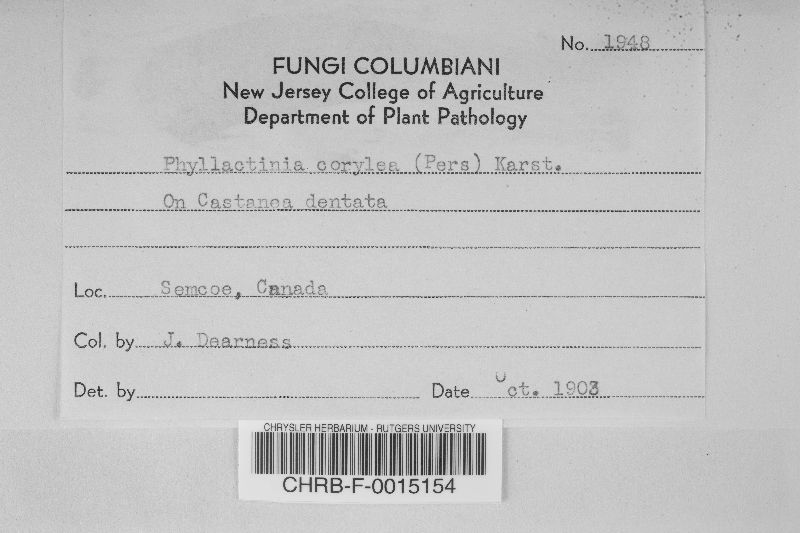 No. 1948
FUNGI COLUMBIANI
New Jersey College of Agriculture
Department of Plant Pathology
Phyllactinia corylea (Pers) Karst.
On Castanea dentata
Loc. Semcoe, Canada
Col. by J. Dearness
Det. by Date Oct. 1903
CHRYSLER HERBARIUM - RUTGERS UNIVERSITY
CHRB-F-0015154